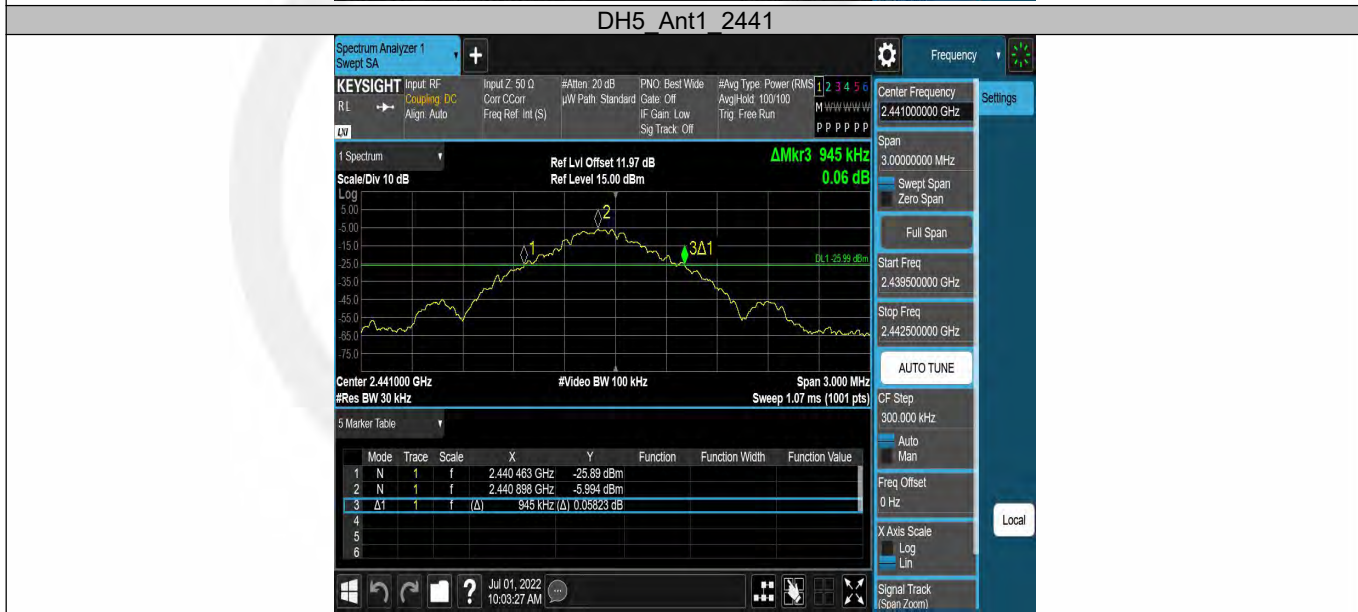 DH5_Ant1_2441
Spectrum Analyzer 1
Swept SA
+
Frequency
KEYSIGHT Input: RF Input Z: 50 Ω #Atten: 20 dB PNO: Best Wide #Avg Type: Power (RMS 1 2 3 4 5 6
RL Coupling: DC Corr CCorr µW Path: Standard Gate: Off Avg|Hold: 100/100 M W W W W W
Align: Auto Freq Ref: Int (S) IF Gain: Low Trig: Free Run
LXI Sig Track: Off P P P P P P
Center Frequency
2.441000000 GHz
Settings
Span
3.00000000 MHz
Swept Span
Zero Span
Full Span
Start Freq
2.439500000 GHz
Stop Freq
2.442500000 GHz
AUTO TUNE
CF Step
300.000 kHz
Auto
Man
Freq Offset
0 Hz
X Axis Scale
Log
Lin
Signal Track
(Span Zoom)
Local
1 Spectrum
Ref Lvl Offset 11.97 dB
ΔMkr3 945 kHz
Scale/Div 10 dB
Ref Level 15.00 dBm
0.06 dB
Log
5.00
-5.00
-15.0
-25.0
-35.0
-45.0
-55.0
-65.0
-75.0
1
2
3Δ1
DL1 -25.99 dBm
Center 2.441000 GHz #Video BW 100 kHz Span 3.000 MHz
#Res BW 30 kHz Sweep 1.07 ms (1001 pts)
5 Marker Table
Mode Trace Scale X Y Function Function Width Function Value
1 N 1 f 2.440 463 GHz -25.89 dBm
2 N 1 f 2.440 898 GHz -5.994 dBm
3 Δ1 1 f (Δ) 945 kHz (Δ) 0.05823 dB
4
5
6
?
Jul 01, 2022
10:03:27 AM